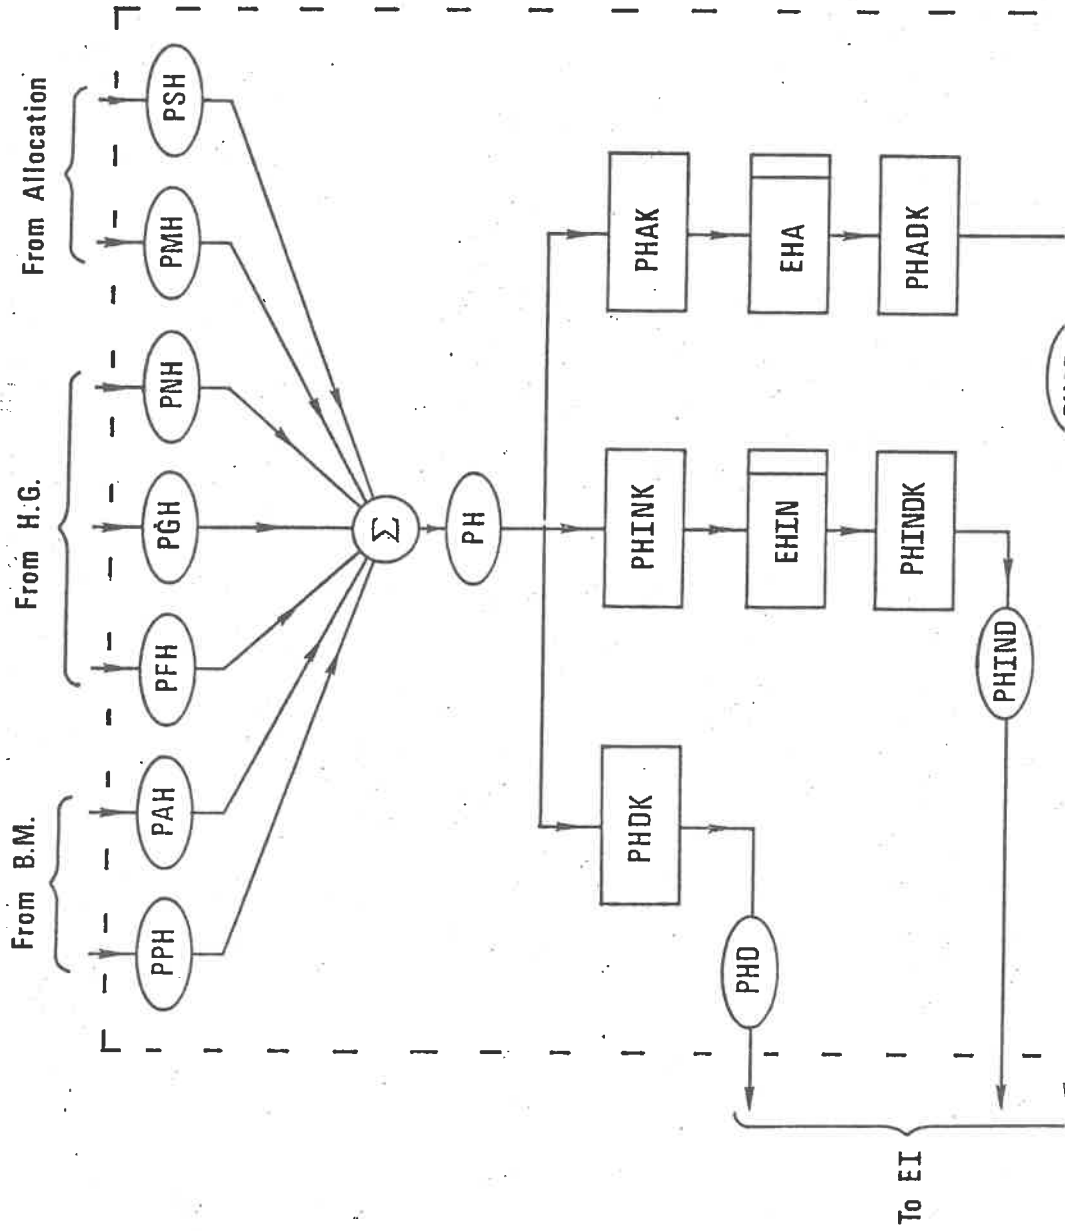 From B.M.
From H.G.
From Allocation
PPH
PAH
PFH
PGH
PNH
PMH
PSH
Σ
PH
PHDK
PHINK
PHAK
PHD
EHIN
EHA
PHINDK
PHADK
PHIND
To EI